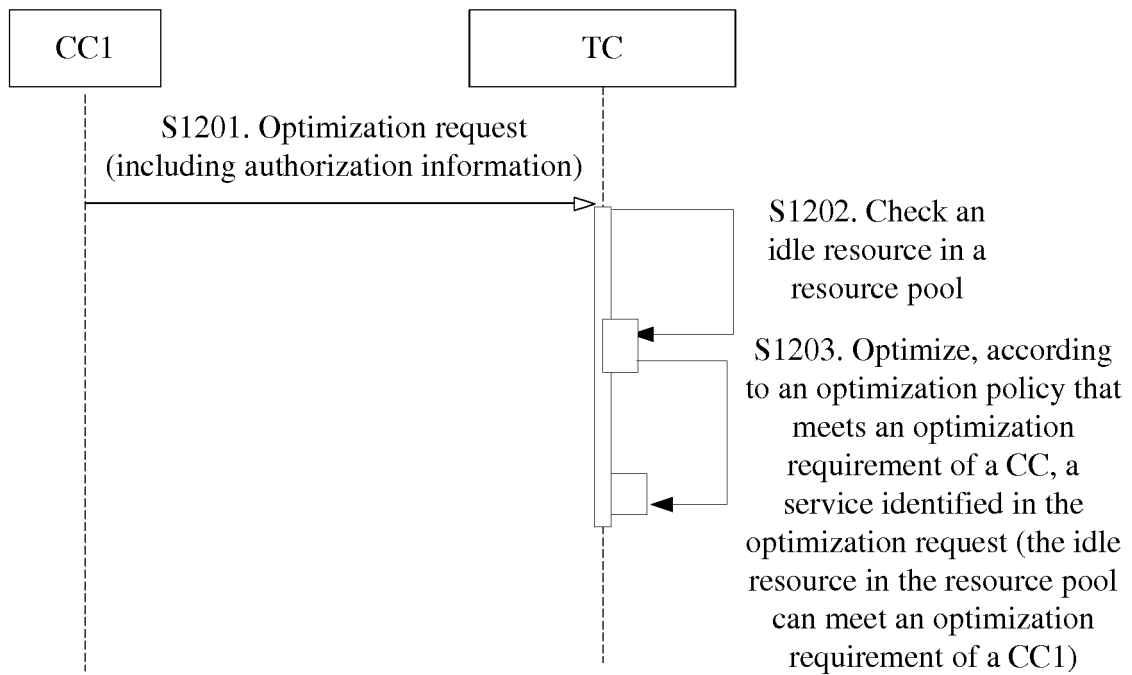 CC1
TC
S1201. Optimization request
(including authorization information)
S1202. Check an
idle resource in a
resource pool
S1203. Optimize, according
to an optimization policy that
meets an optimization
requirement of a CC, a
service identified in the
optimization request (the idle
resource in the resource pool
can meet an optimization
requirement of a CC1)